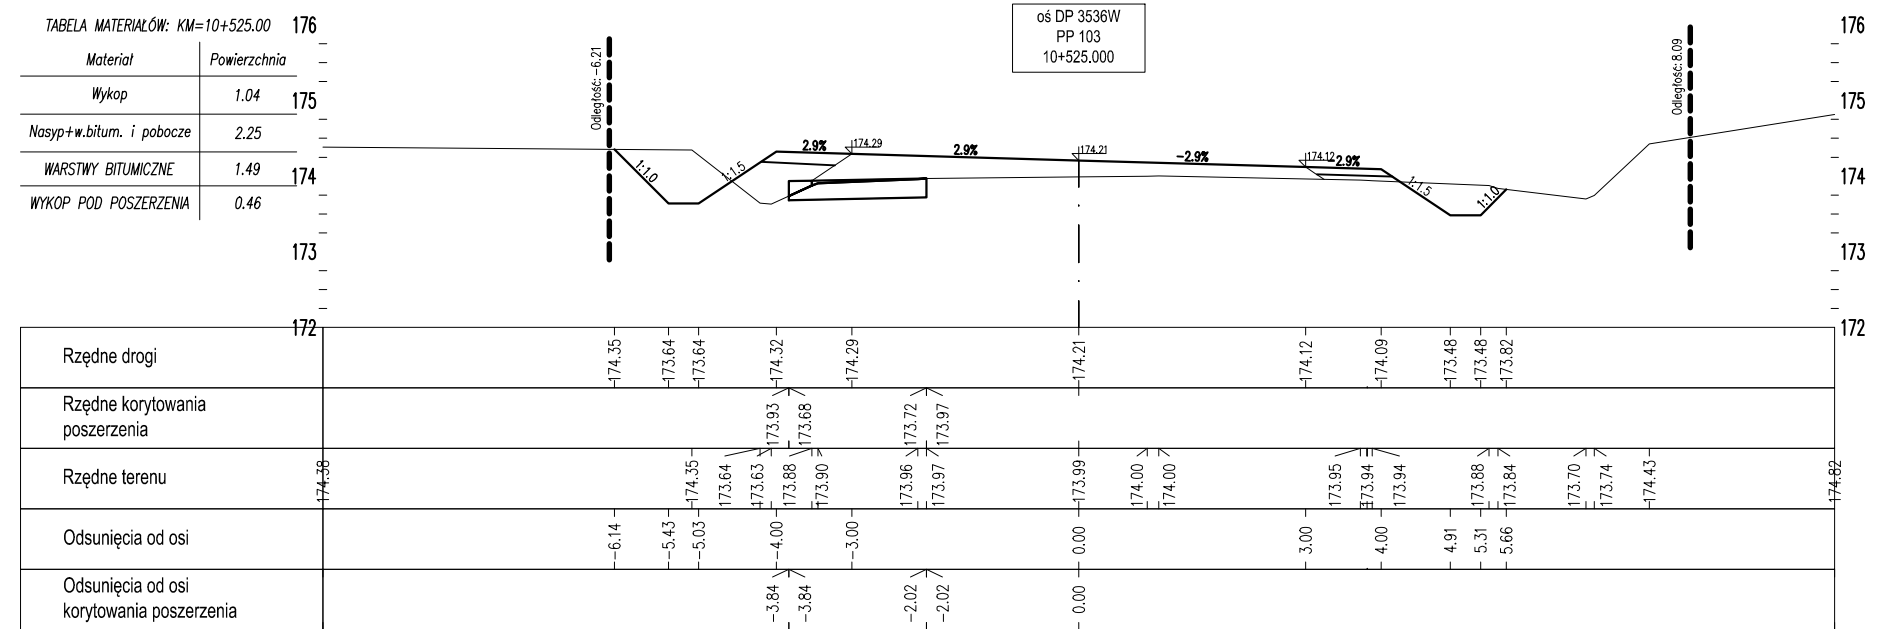 TABELA MATERIAŁÓW: KM=10+525.00
Materiał Powierzchnia
Wykop 1.04
Nasyp+w.bitum. i pobocze 2.25
WARSTWY BITUMICZNE 1.49
WYKOP POD POSZERZENIA 0.46
176
175
174
173
172
Odległość: -6.21
oś DP 3536W
PP 103
10+525.000
Odległość: 8.09
176
175
174
173
172
1:1.0
1:1.5
2.9%
174.29
2.9%
174.21
-2.9%
174.12
-2.9%
1:1.5
1:1.0
Rzędne drogi
174.35 173.64 173.64 174.32 174.29 174.21 174.12 174.09 173.48 173.48 173.82
Rzędne korytowania
poszerzenia
173.93 173.68 173.72 173.97
Rzędne terenu
174.38 174.35 173.64 173.63 173.88 173.90 173.96 173.97 173.99 174.00 174.00 173.95 173.94 173.94 173.88 173.84 173.70 173.74 174.43 174.82
Odsunięcia od osi
-6.14 -5.43 -5.03 -4.00 -3.00 0.00 3.00 4.00 4.91 5.31 5.66
Odsunięcia od osi
korytowania poszerzenia
-3.84 -3.84 -2.02 -2.02 0.00